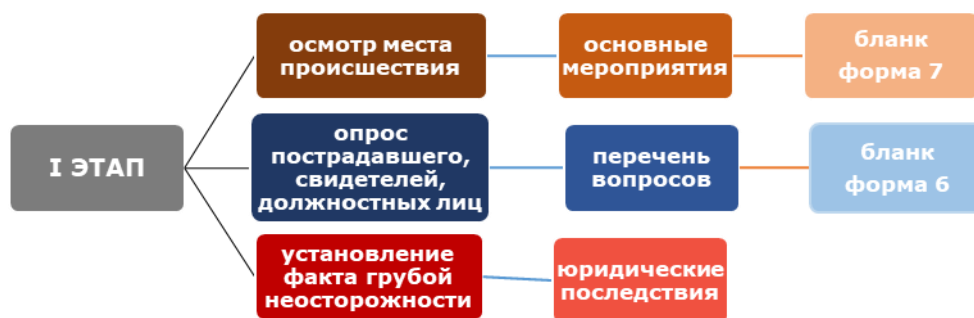 I ЭТАП
осмотр места
происшествия
основные
мероприятия
бланк
форма 7
опрос
пострадавшего,
свидетелей,
должностных лиц
перечень
вопросов
бланк
форма 6
установление
факта грубой
неосторожности
юридические
последствия